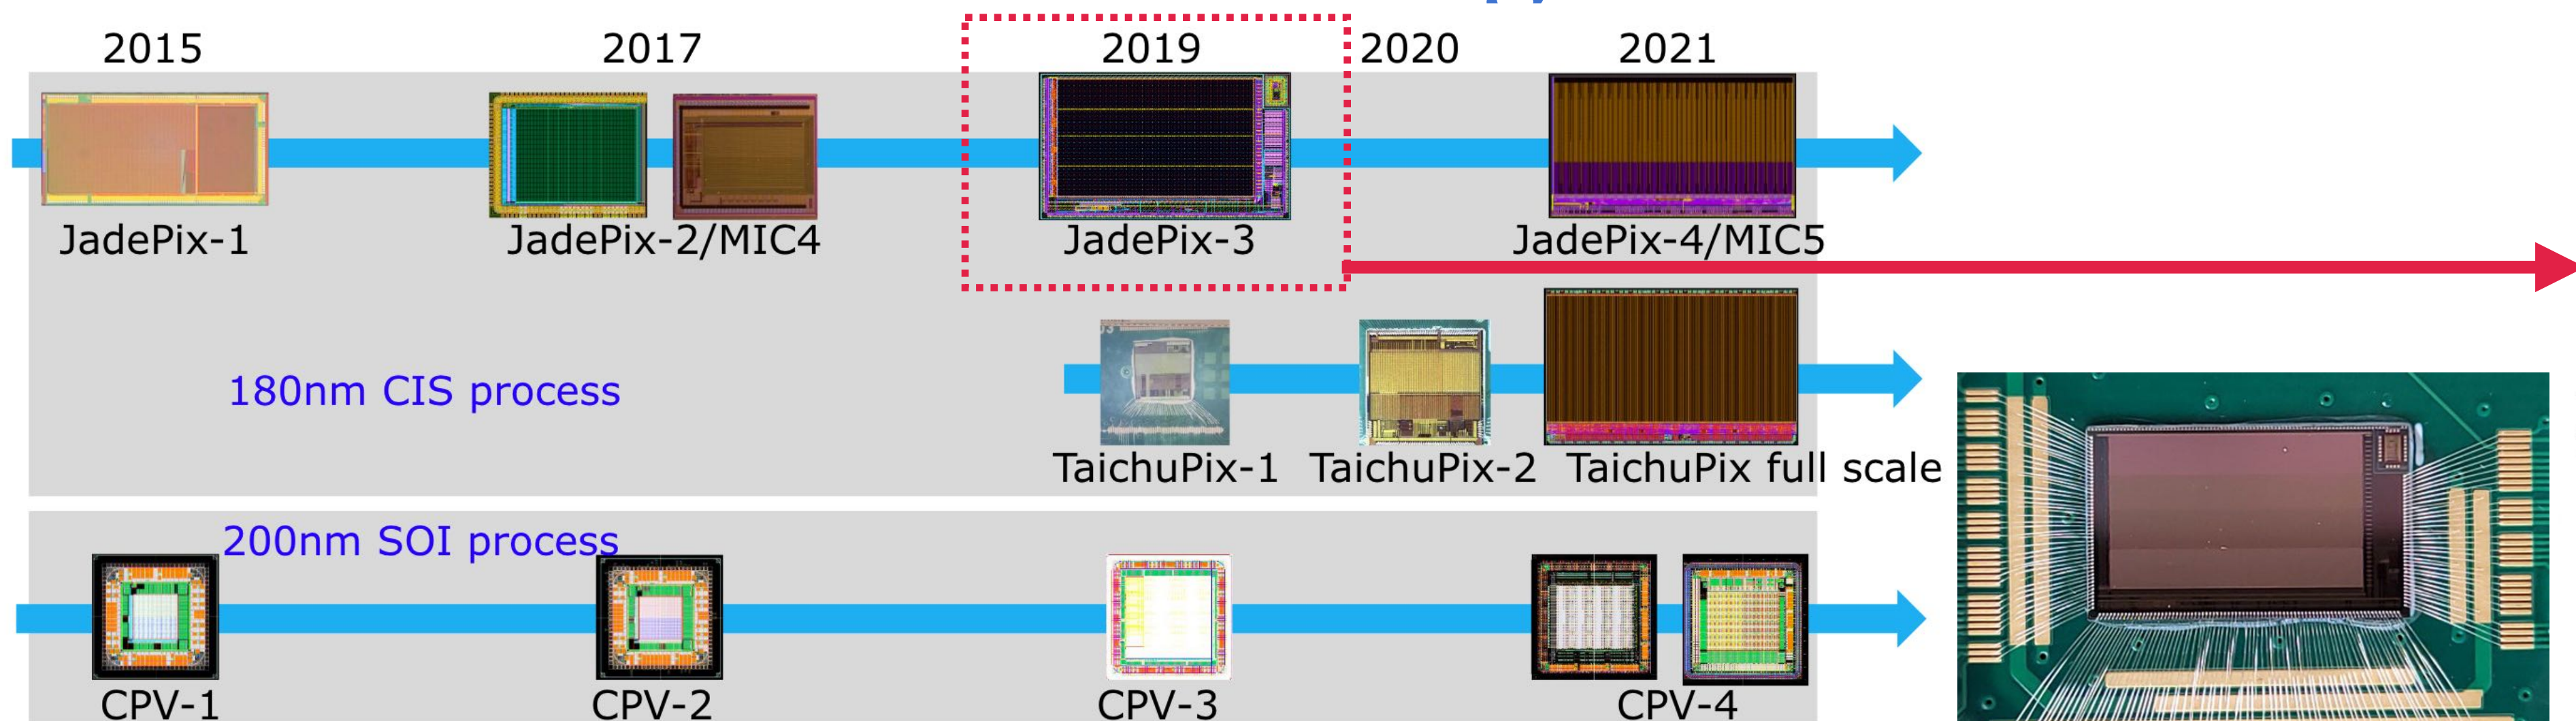 2015 2017 2019 2020 2021
JadePix-1 JadePix-2/MIC4 JadePix-3 JadePix-4/MIC5
180nm CIS process
TaichuPix-1 TaichuPix-2 TaichuPix full scale
200nm SOI process
CPV-1 CPV-2 CPV-3 CPV-4